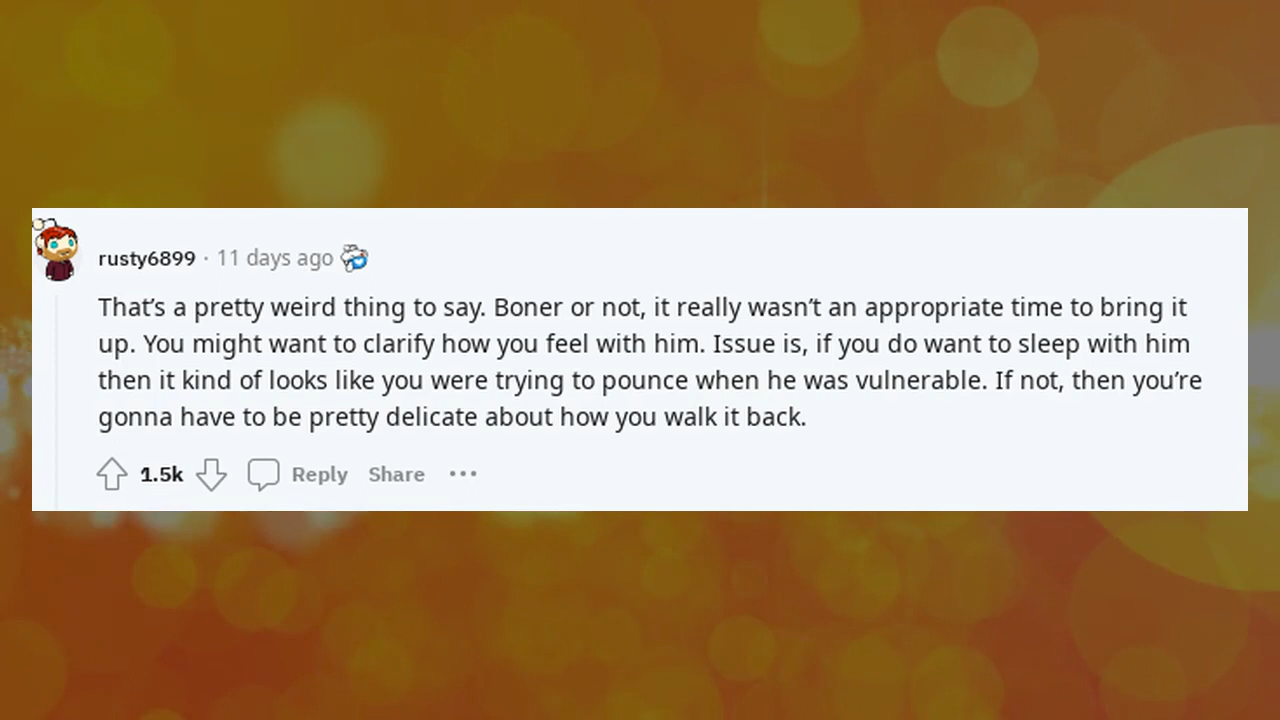 rusty6899 · 11 days ago
That’s a pretty weird thing to say. Boner or not, it really wasn’t an appropriate time to bring it
up. You might want to clarify how you feel with him. Issue is, if you do want to sleep with him
then it kind of looks like you were trying to pounce when he was vulnerable. If not, then you’re
gonna have to be pretty delicate about how you walk it back.
1.5k Reply Share •••